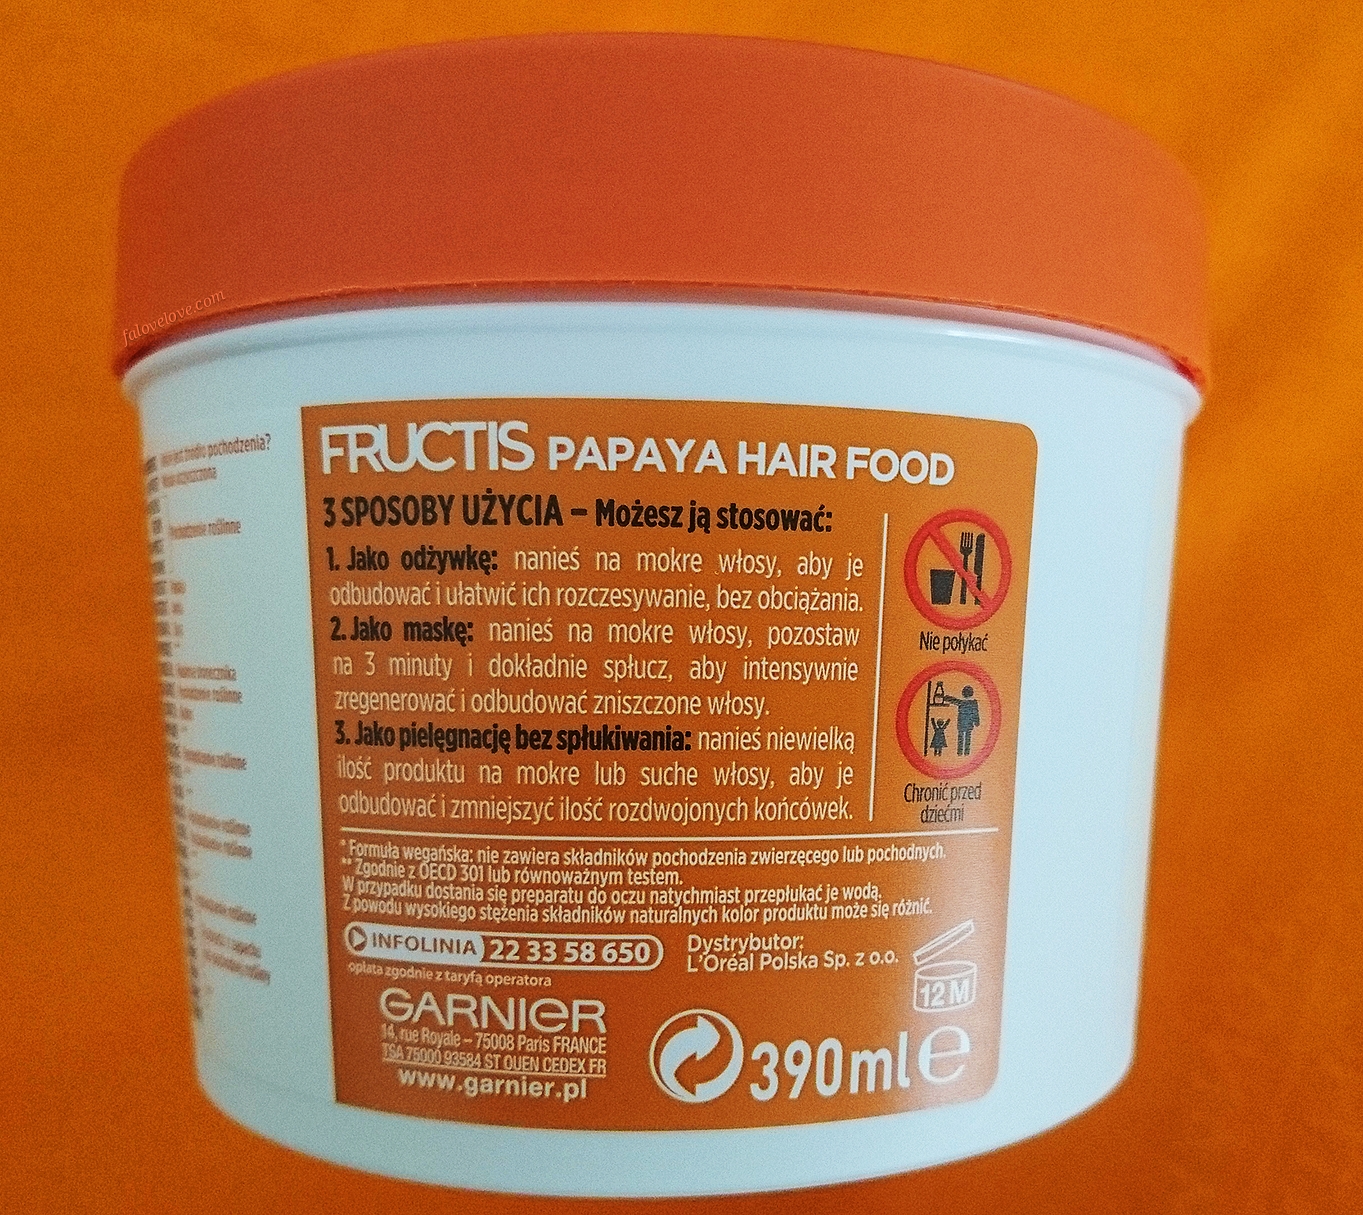 falovelove.com
źródło pochodzenia?
FRUCTIS PAPAYA HAIR FOOD
3 SPOSOBY UŻYCIA – Możesz ją stosować:
1. Jako odżywkę: nanieś na mokre włosy, aby je
odbudować i ułatwić ich rozczesywanie, bez obciążania.
2. Jako maskę: nanieś na mokre włosy, pozostaw
na 3 minuty i dokładnie spłucz, aby intensywnie
zregenerować i odbudować zniszczone włosy.
3. Jako pielęgnację bez spłukiwania: nanieś niewielką
ilość produktu na mokre lub suche włosy, aby je
odbudować i zmniejszyć ilość rozdwojonych końcówek.
Nie połykać
Chronić przed
dziećmi
* Formuła wegańska: nie zawiera składników pochodzenia zwierzęcego lub pochodnych.
** Zgodnie z OECD 301 lub równoważnym testem.
W przypadku dostania się preparatu do oczu natychmiast przepłukać je wodą.
Z powodu wysokiego stężenia składników naturalnych kolor produktu może się różnić.
INFOLINIA 22 33 58 650
opłata zgodnie z taryfą operatora
Dystrybutor:
L'Oréal Polska Sp. z o.o.
12 M
GARNIER
14, rue Royale – 75008 Paris FRANCE
TSA 75000 93584 ST OUEN CEDEX FR
www.garnier.pl
390 ml e